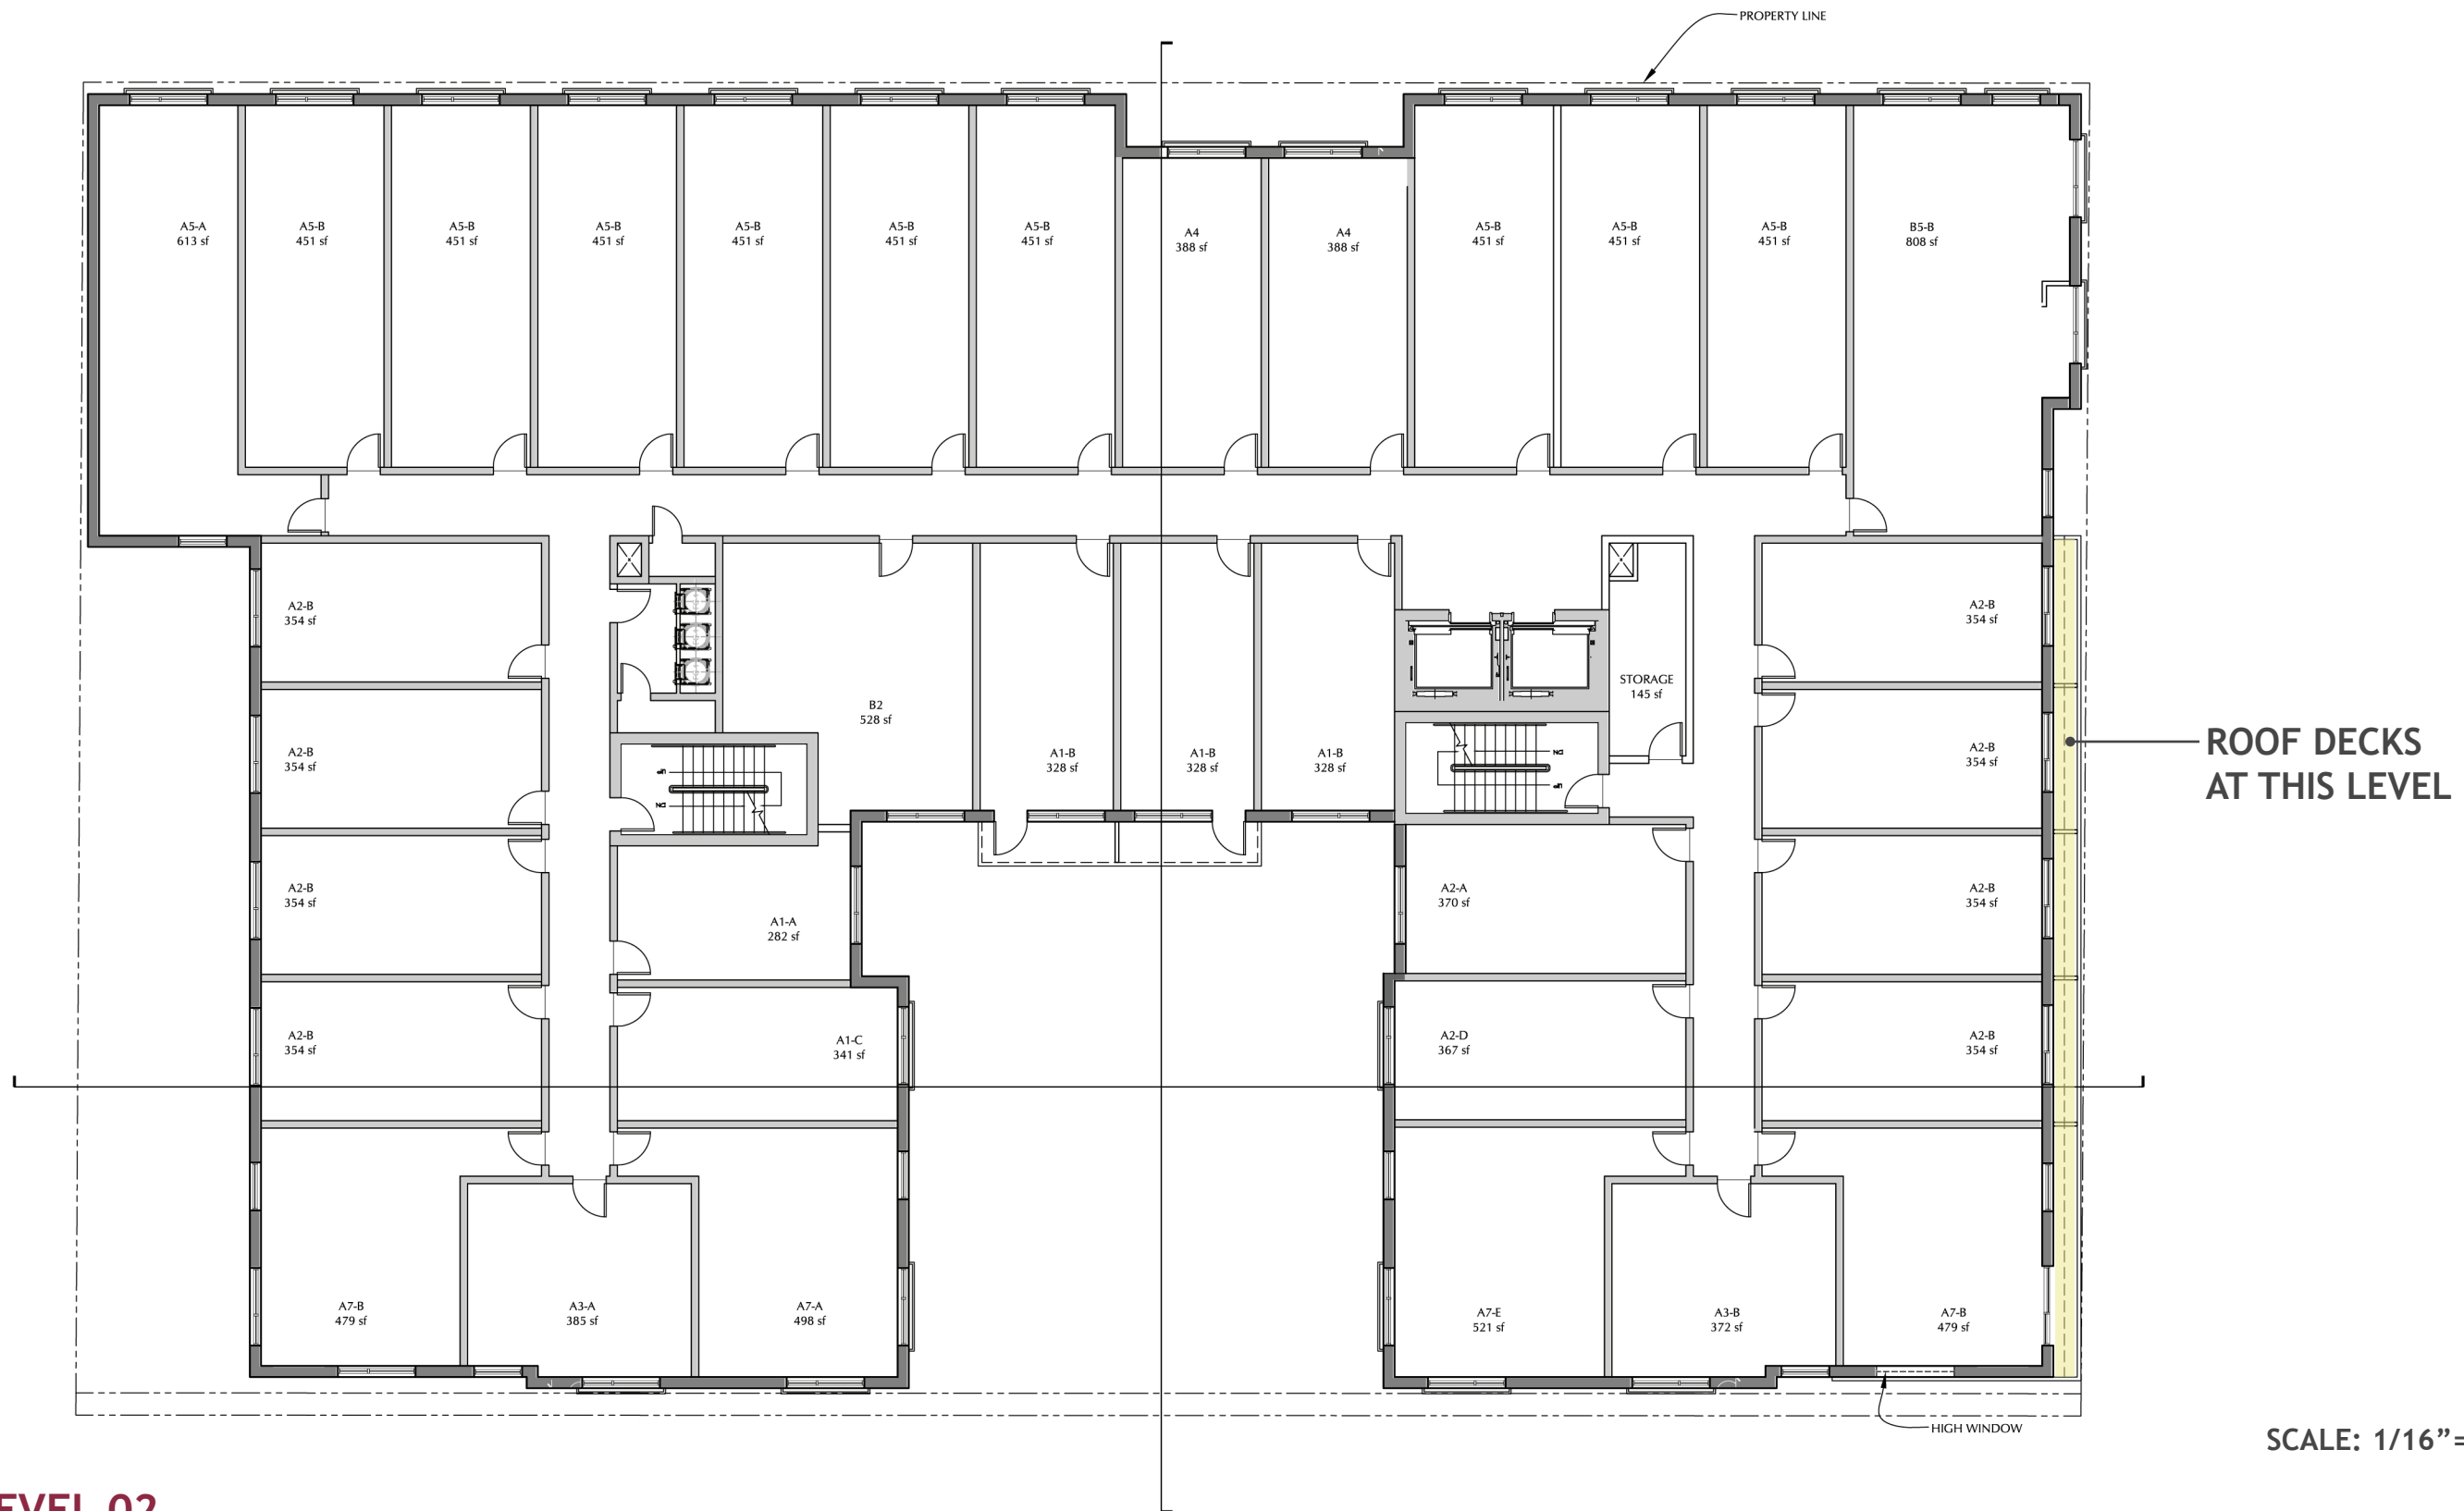 PROPERTY LINE
A5-A
613 sf
A5-B
451 sf
A5-B
451 sf
A5-B
451 sf
A5-B
451 sf
A5-B
451 sf
A5-B
451 sf
A4
388 sf
A4
388 sf
A5-B
451 sf
A5-B
451 sf
A5-B
451 sf
B5-B
808 sf
A2-B
354 sf
A2-B
354 sf
STORAGE
145 sf
B2
528 sf
A2-B
354 sf
A1-B
328 sf
A1-B
328 sf
A1-B
328 sf
DN
UP
UP
DN
A2-B
354 sf
ROOF DECKS
AT THIS LEVEL
A2-B
354 sf
A1-A
282 sf
A2-A
370 sf
A2-B
354 sf
A2-B
354 sf
A1-C
341 sf
A2-D
367 sf
A2-B
354 sf
A7-B
479 sf
A3-A
385 sf
A7-A
498 sf
A7-E
521 sf
A3-B
372 sf
A7-B
479 sf
HIGH WINDOW
SCALE: 1/16”=
EVEL 02